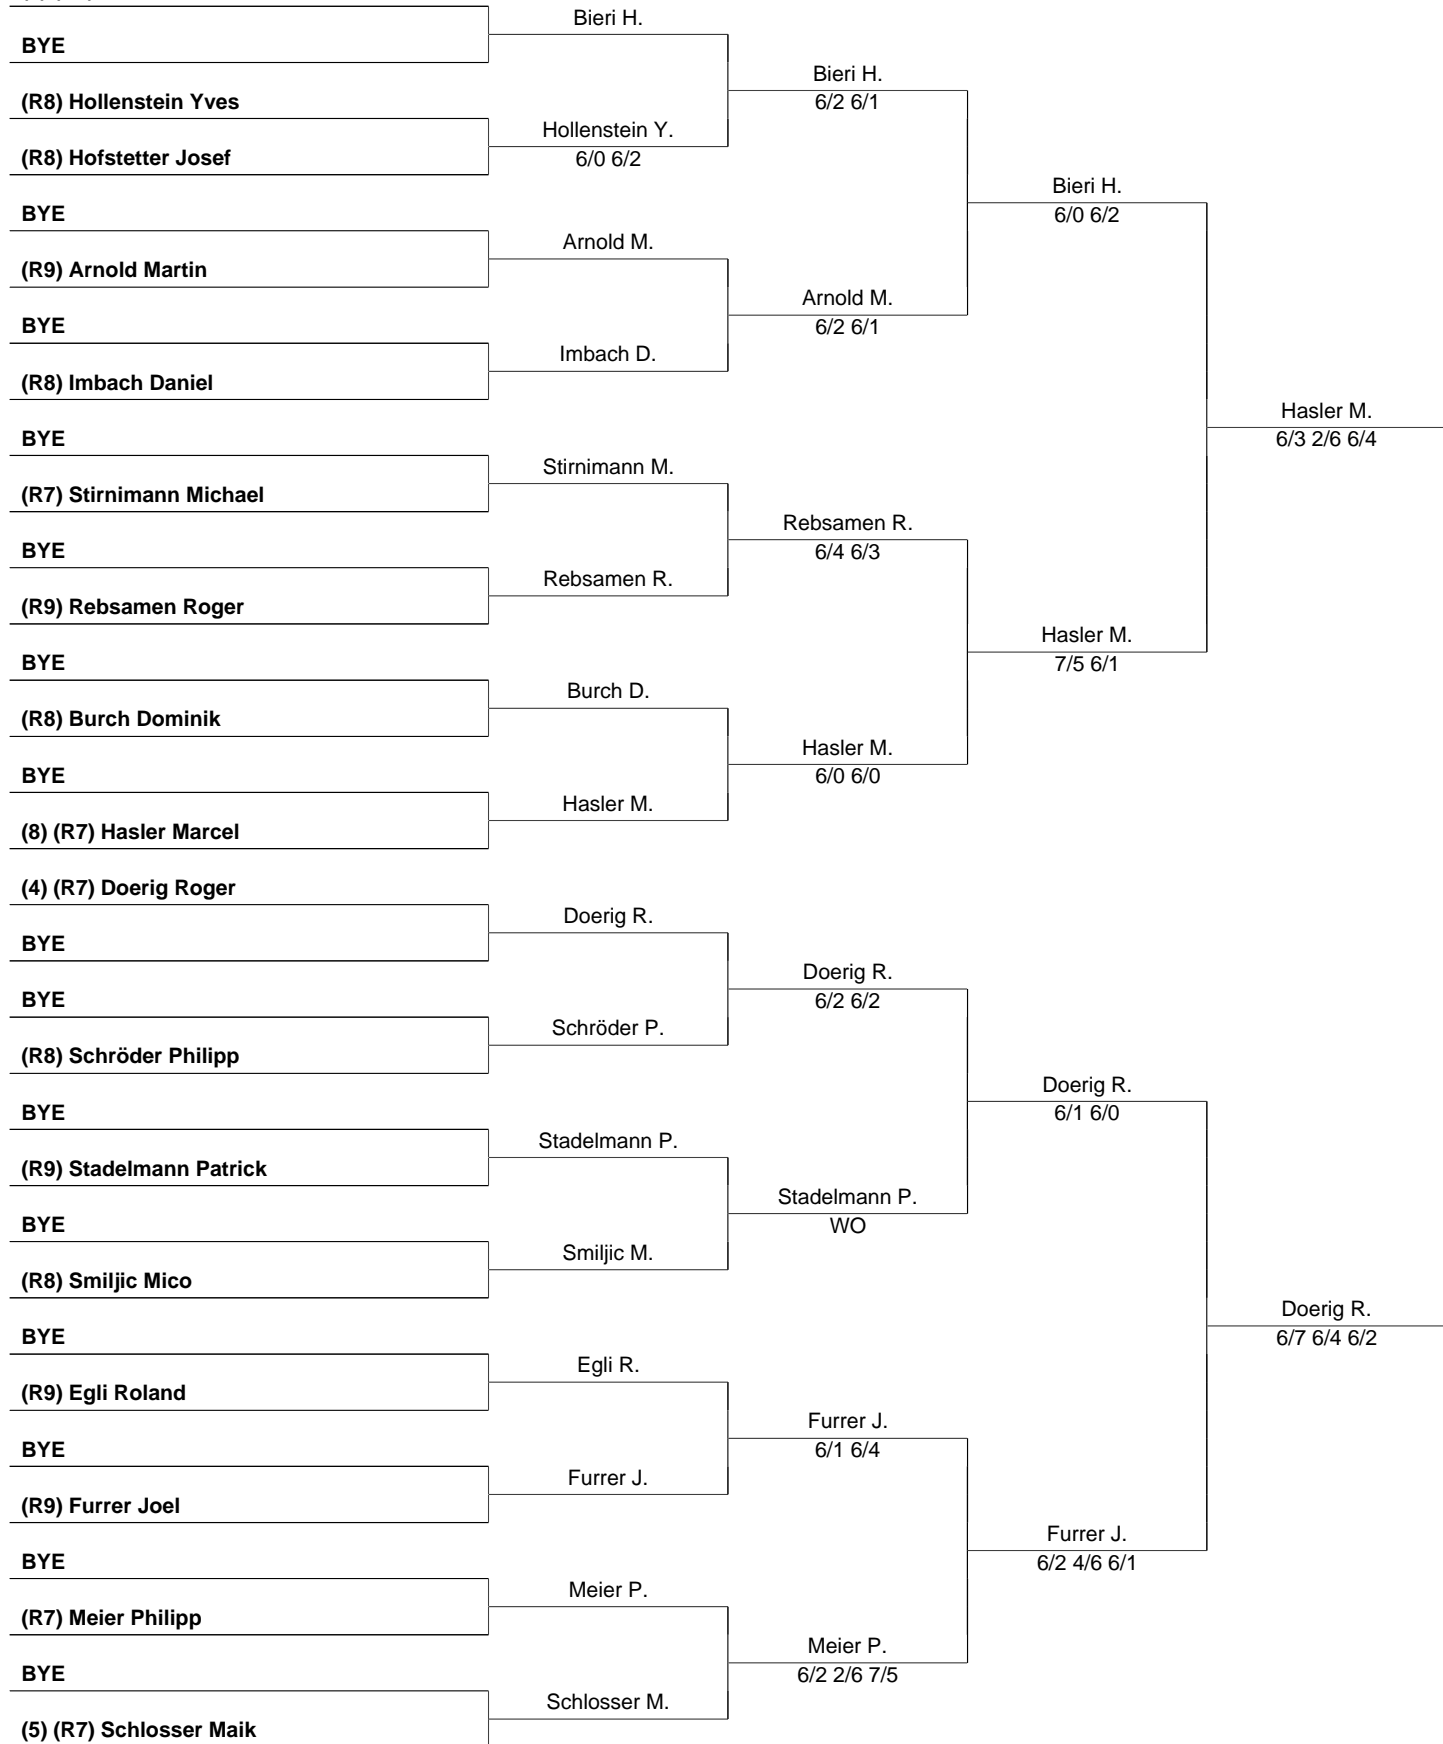 BYE
(R8) Hollenstein Yves
(R8) Hofstetter Josef
BYE
(R9) Arnold Martin
BYE
(R8) Imbach Daniel
BYE
(R7) Stirnimann Michael
BYE
(R9) Rebsamen Roger
BYE
(R8) Burch Dominik
BYE
(8) (R7) Hasler Marcel
(4) (R7) Doerig Roger
BYE
BYE
(R8) Schröder Philipp
BYE
(R9) Stadelmann Patrick
BYE
(R8) Smiljic Mico
BYE
(R9) Egli Roland
BYE
(R9) Furrer Joel
BYE
(R7) Meier Philipp
BYE
(5) (R7) Schlosser Maik
Bieri H.
Hollenstein Y.
6/0 6/2
Arnold M.
Imbach D.
Stirnimann M.
Rebsamen R.
Burch D.
Hasler M.
Doerig R.
Schröder P.
Stadelmann P.
Smiljic M.
Egli R.
Furrer J.
Meier P.
Schlosser M.
Bieri H.
6/2 6/1
Arnold M.
6/2 6/1
Rebsamen R.
6/4 6/3
Hasler M.
6/0 6/0
Doerig R.
6/2 6/2
Stadelmann P.
WO
Furrer J.
6/1 6/4
Meier P.
6/2 2/6 7/5
Bieri H.
6/0 6/2
Hasler M.
7/5 6/1
Doerig R.
6/1 6/0
Furrer J.
6/2 4/6 6/1
Hasler M.
6/3 2/6 6/4
Doerig R.
6/7 6/4 6/2